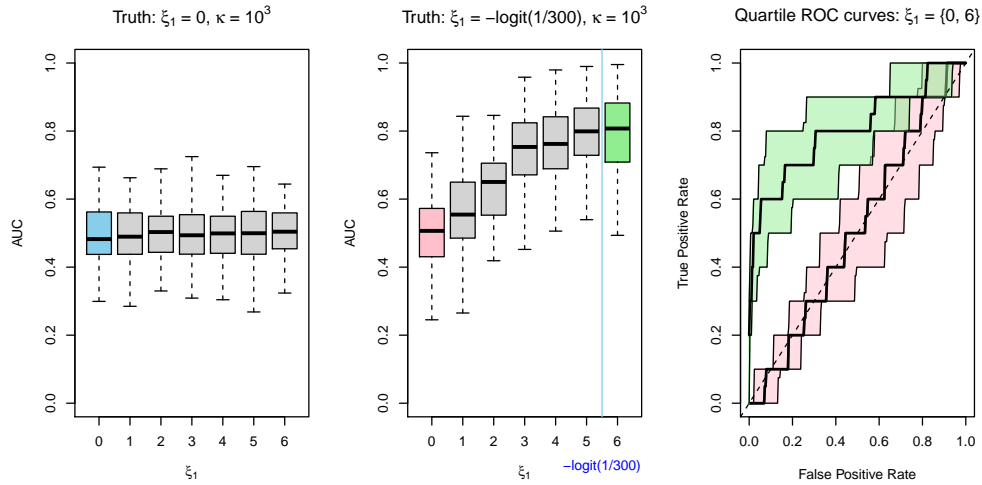 Truth: ξ₁ = 0, κ = 10³
AUC
1.0
0.8
0.6
0.4
0.2
0.0
0 1 2 3 4 5 6
ξ₁
Truth: ξ₁ = −logit(1/300), κ = 10³
AUC
1.0
0.8
0.6
0.4
0.2
0.0
0 1 2 3 4 5 6
ξ₁
−logit(1/300)
Quartile ROC curves: ξ₁ = {0, 6}
True Positive Rate
1.0
0.8
0.6
0.4
0.2
0.0
0.0 0.2 0.4 0.6 0.8 1.0
False Positive Rate